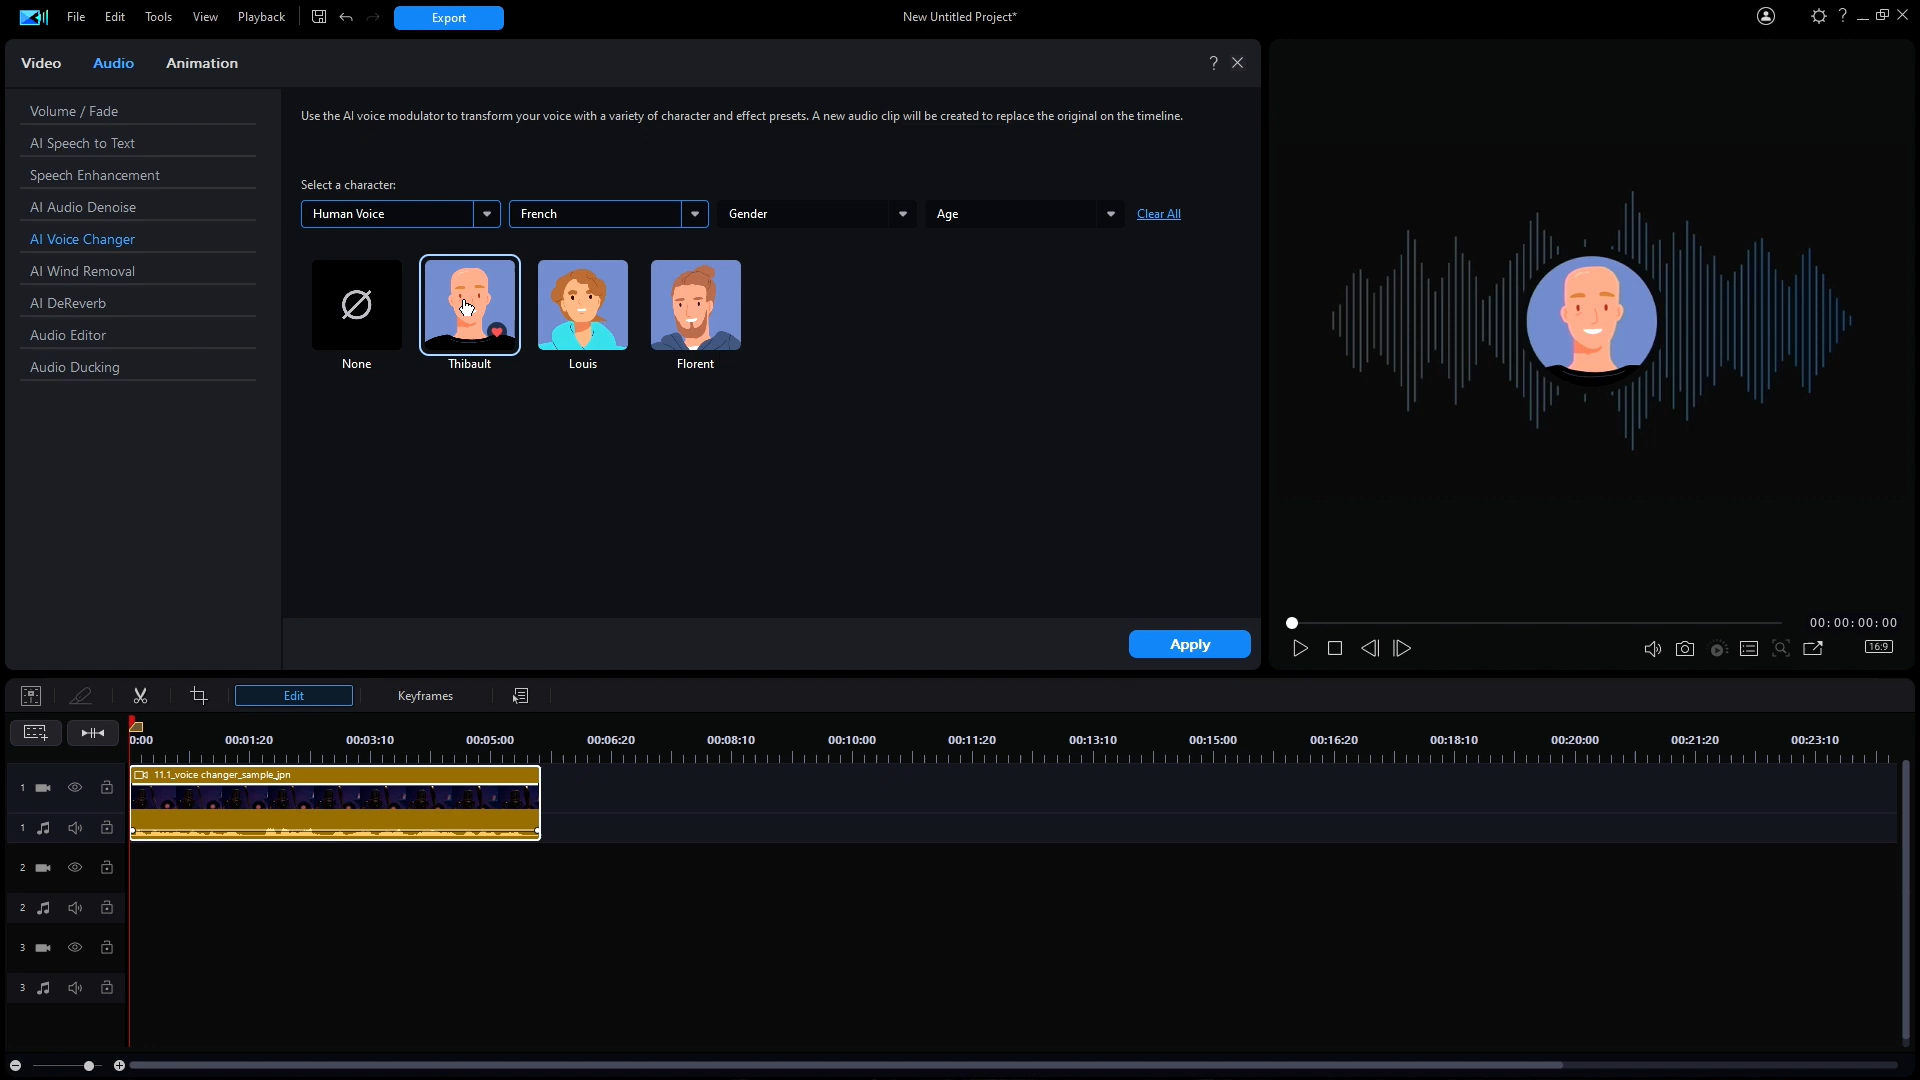 File Edit Tools View Playback Export New Untitled Project* ?
Video Audio Animation ?
Volume / Fade
AI Speech to Text
Speech Enhancement
AI Audio Denoise
AI Voice Changer
AI Wind Removal
AI DeReverb
Audio Editor
Audio Ducking
Use the AI voice modulator to transform your voice with a variety of character and effect presets. A new audio clip will be created to replace the original on the timeline.
Select a character:
Human Voice French Gender Age Clear All
None Thibault Louis Florent
Apply
00:00:00:00
16:9
Edit Keyframes
0:00 00:01:20 00:03:10 00:05:00 00:06:20 00:08:10 00:10:00 00:11:20 00:13:10 00:15:00 00:16:20 00:18:10 00:20:00 00:21:20 00:23:10
11.1_voice changer_sample_jpn
1
1
2
2
3
3